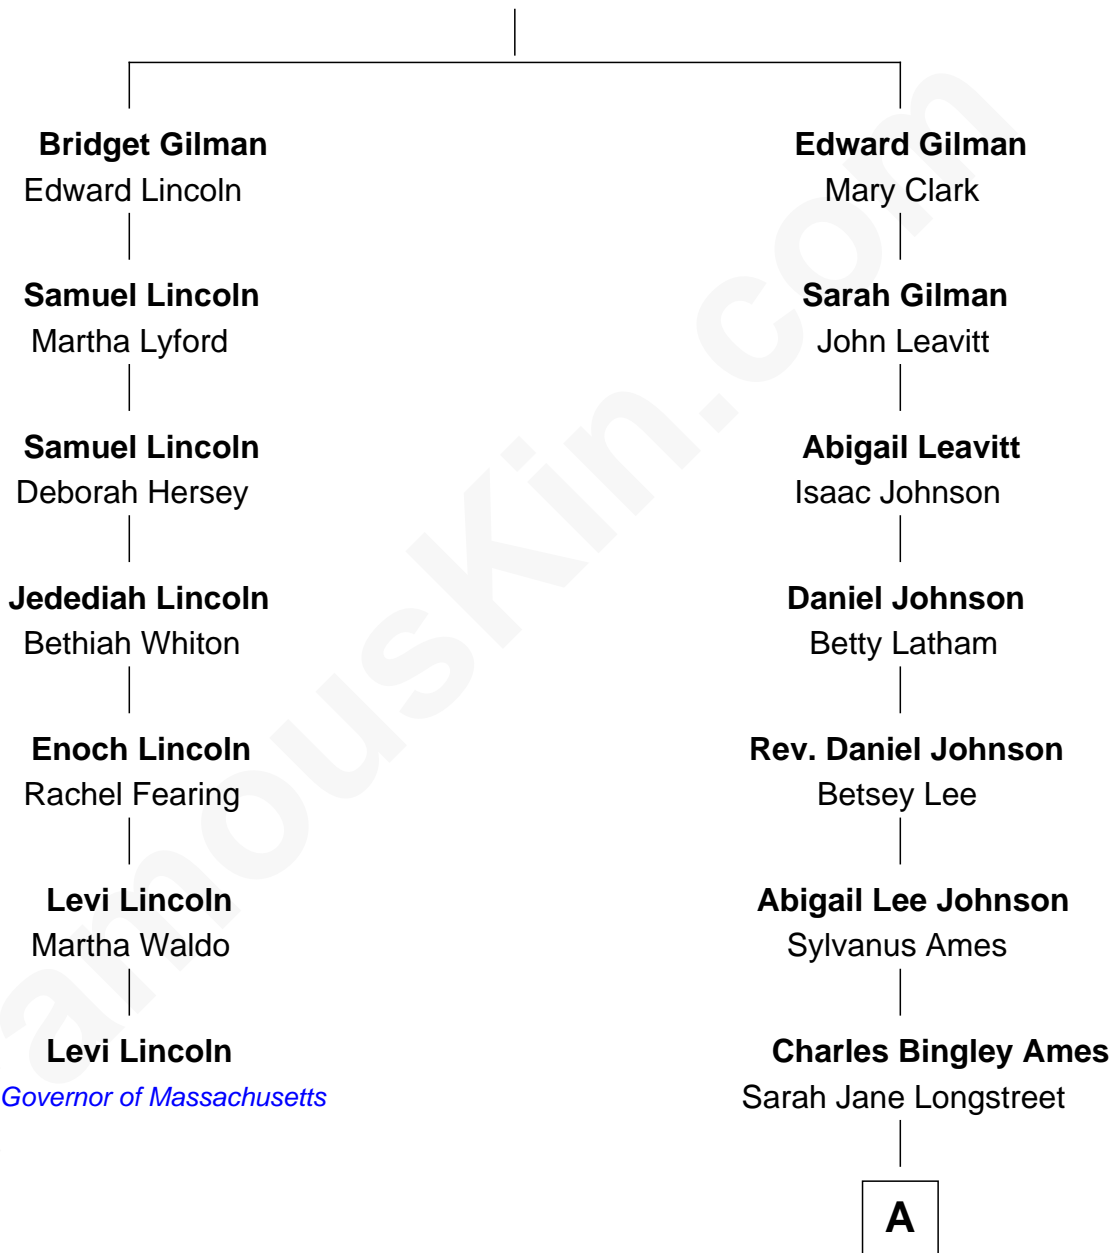 Bridget Gilman
Edward Lincoln
Samuel Lincoln
Martha Lyford
Samuel Lincoln
Deborah Hersey
Jedediah Lincoln
Bethiah Whiton
Enoch Lincoln
Rachel Fearing
Levi Lincoln
Martha Waldo
Levi Lincoln
Governor of Massachusetts
Edward Gilman
Mary Clark
Sarah Gilman
John Leavitt
Abigail Leavitt
Isaac Johnson
Daniel Johnson
Betty Latham
Rev. Daniel Johnson
Betsey Lee
Abigail Lee Johnson
Sylvanus Ames
Charles Bingley Ames
Sarah Jane Longstreet
A
amouskin.com